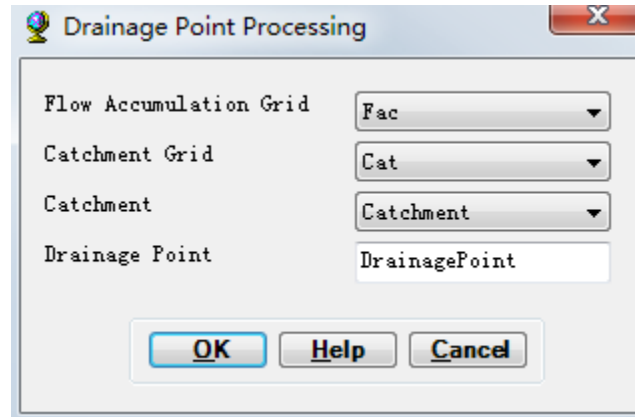 Drainage Point Processing
Flow Accumulation Grid Fac
Catchment Grid Cat
Catchment Catchment
Drainage Point DrainagePoint
OK Help Cancel